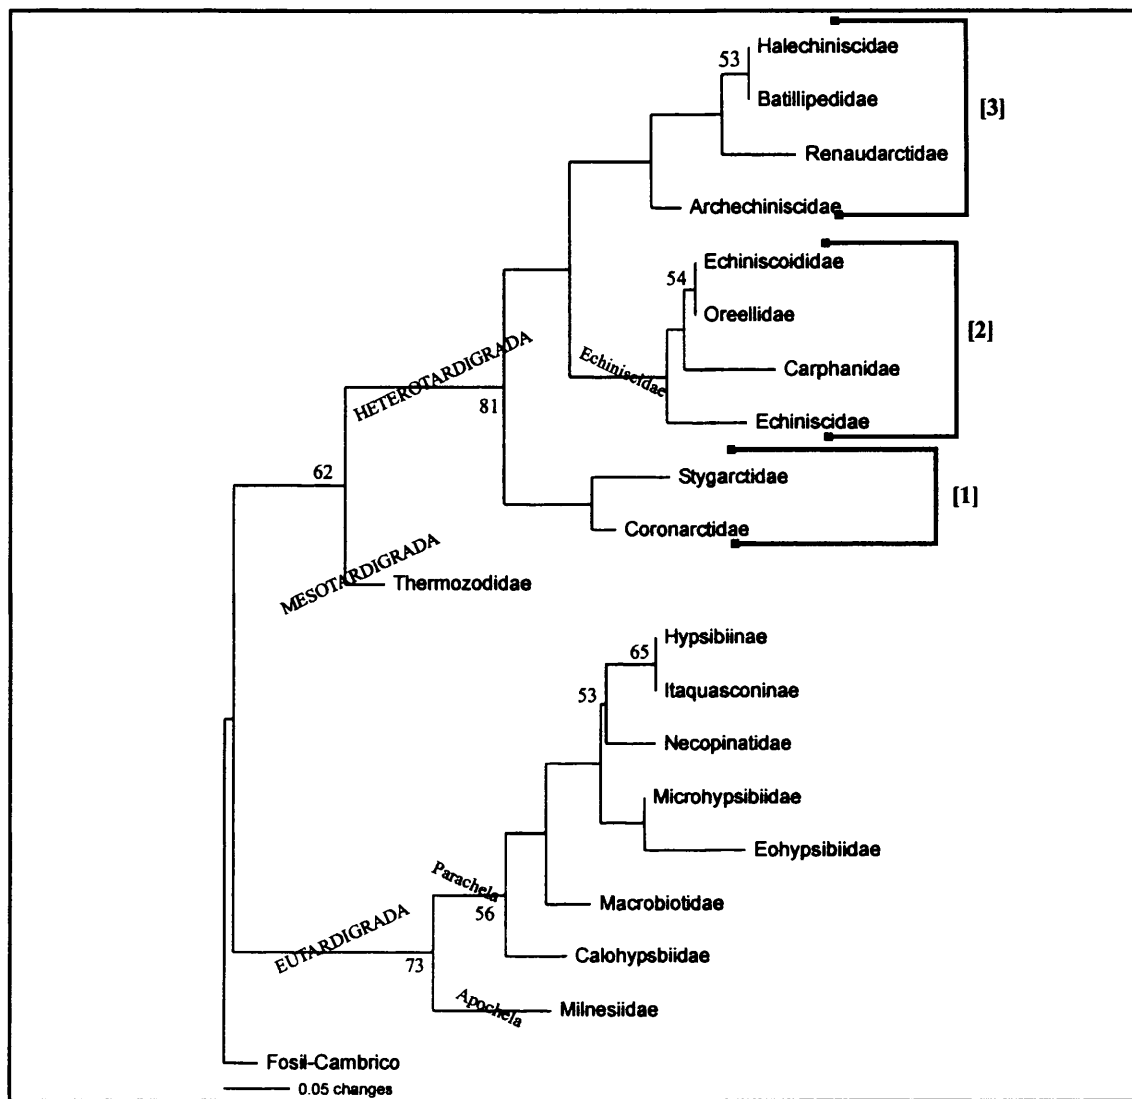 Halechiniscidae
53
Batillipedidae
[3]
Renaudarctidae
Archechiniscidae
Echiniscoididae
54
Oreellidae
[2]
HETEROTARDIGRADA
Echiniscidae
Carphanidae
81
Echiniscidae
62
Stygarctidae
[1]
Coronarctidae
MESOTARDIGRADA
Thermozodidae
Hypsibiinae
65
Itaquasconinae
53
Necopinatidae
Microhypsibiidae
Eohypsibiidae
Parachela
56
Macrobiotidae
EUTARDIGRADA
73
Calohypsbiidae
Apochela
Milnesiidae
Fosil-Cambrico
0.05 changes